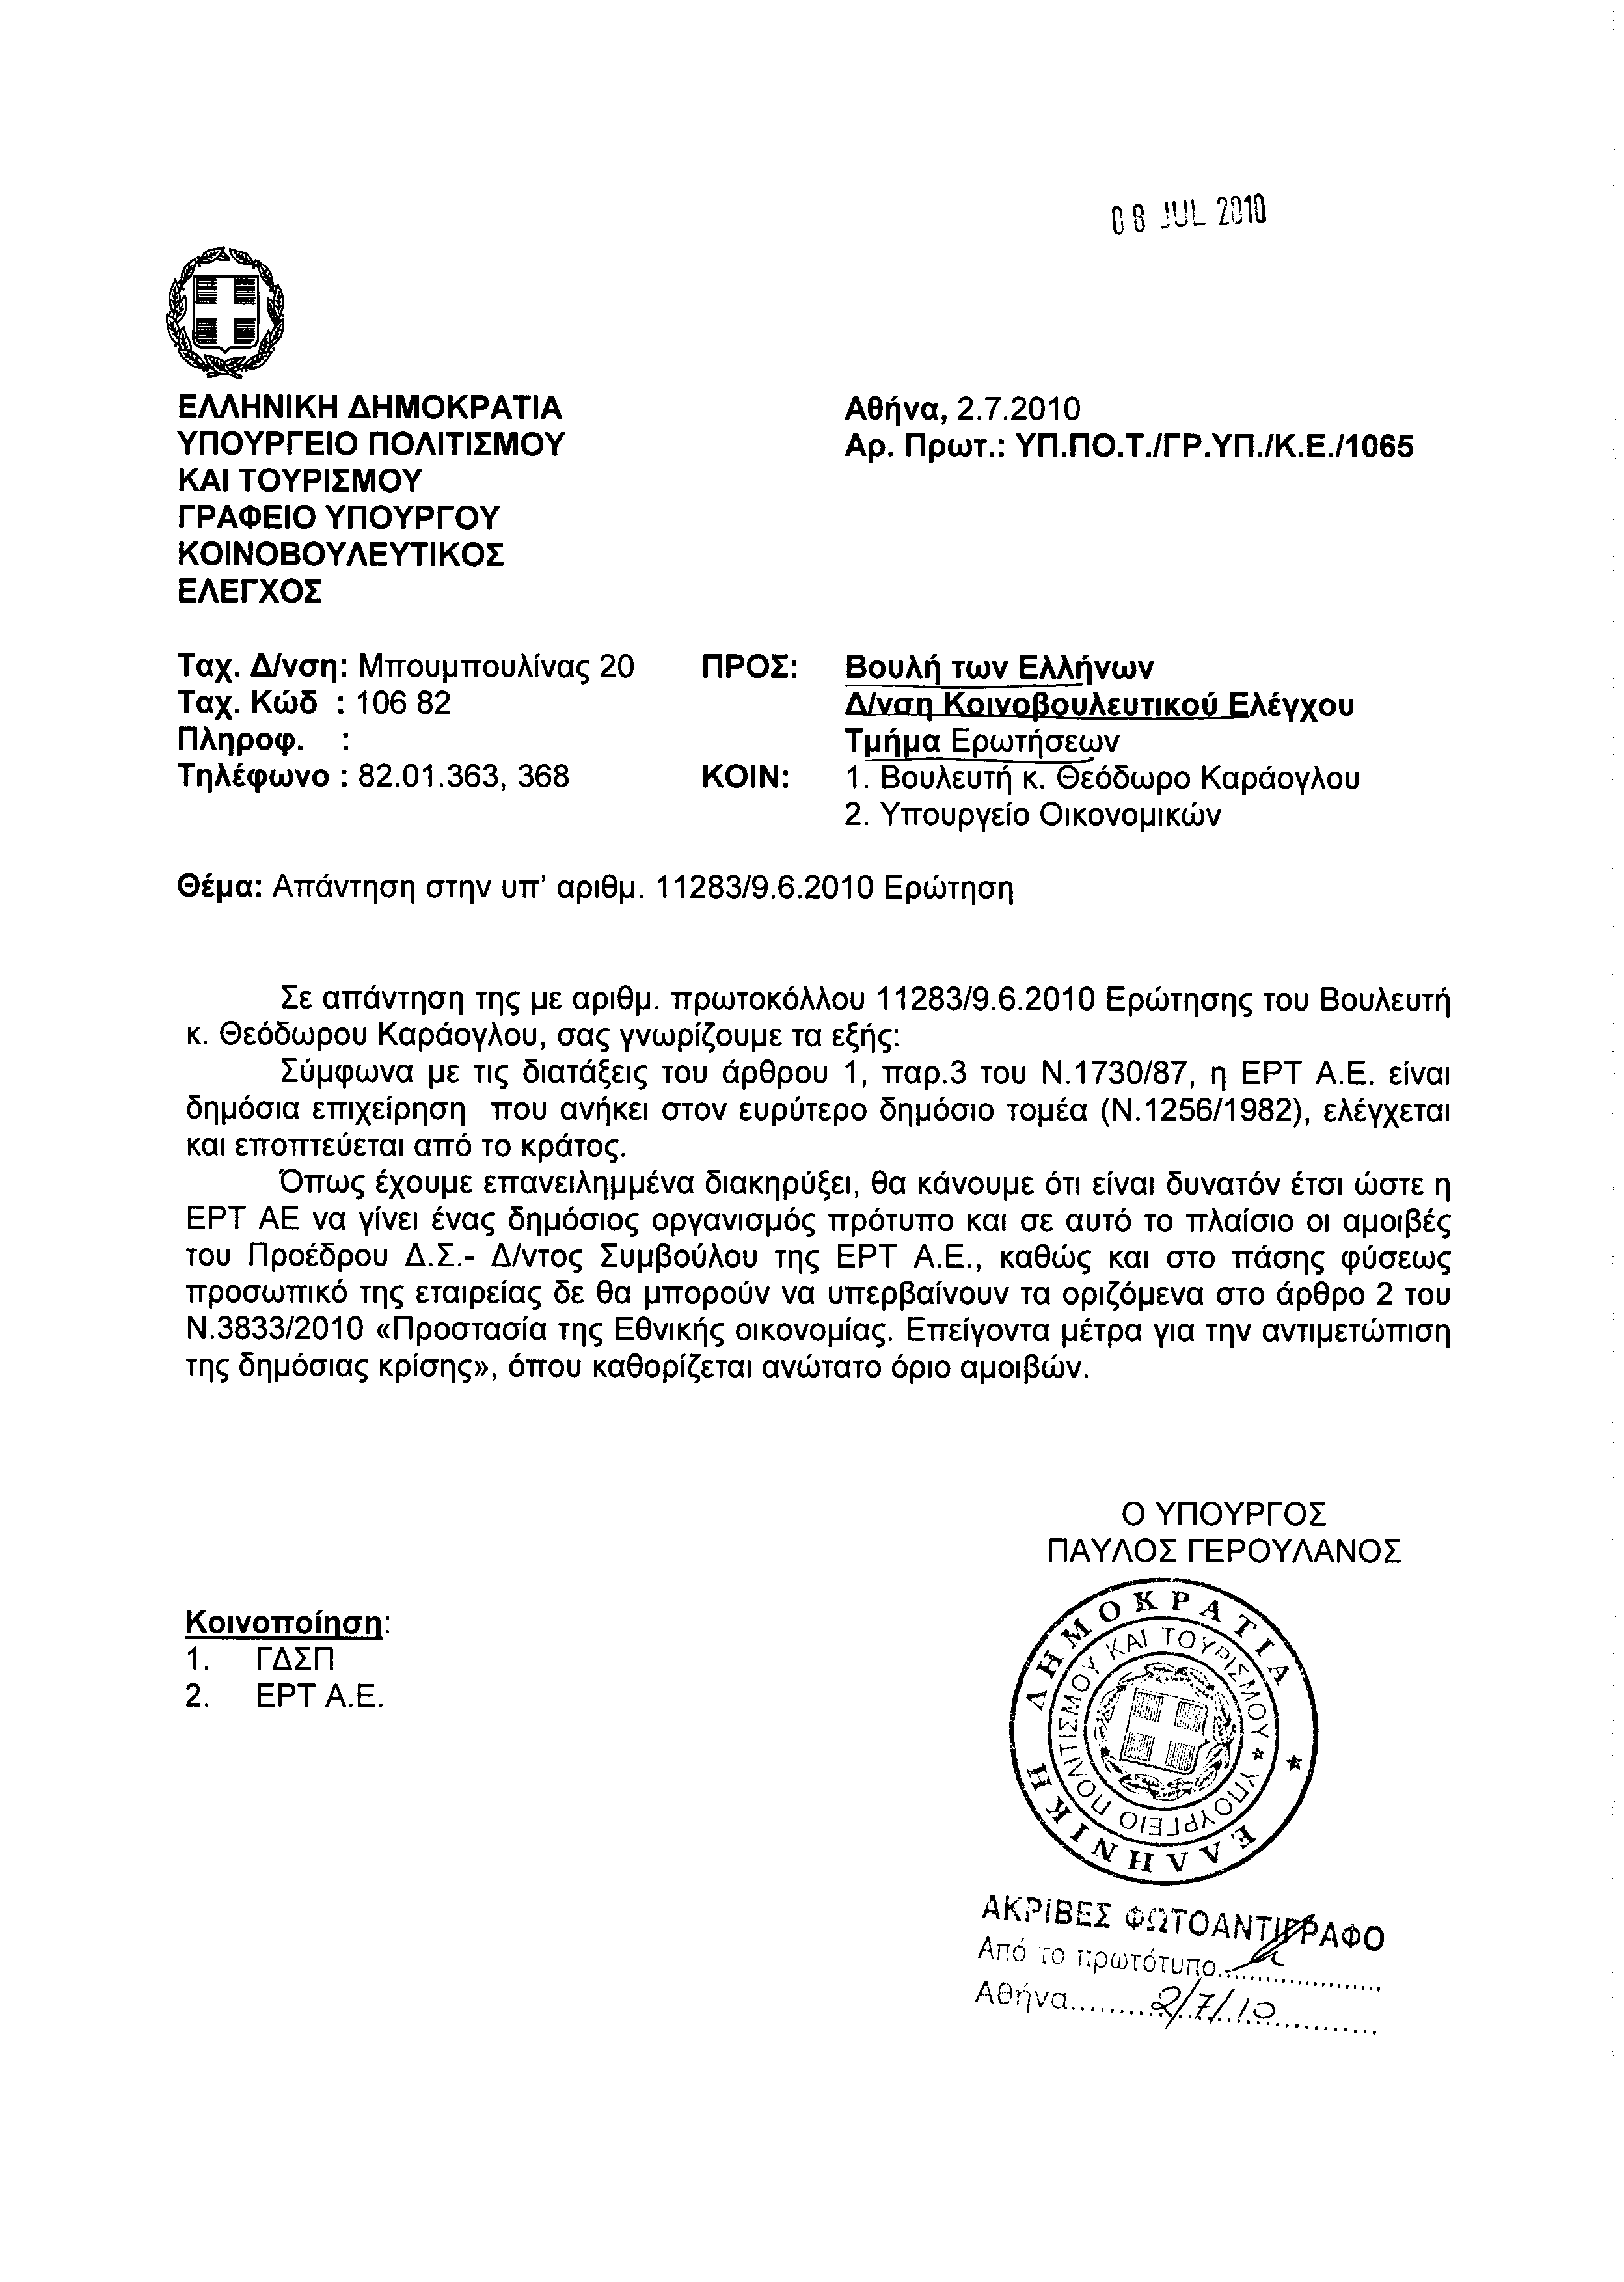 08 JUL 2010
ΕΛΛΗΝΙΚΗ ΔΗΜΟΚΡΑΤΙΑ
ΥΠΟΥΡΓΕΙΟ ΠΟΛΙΤΙΣΜΟΥ
ΚΑΙ ΤΟΥΡΙΣΜΟΥ
ΓΡΑΦΕΙΟ ΥΠΟΥΡΓΟΥ
ΚΟΙΝΟΒΟΥΛΕΥΤΙΚΟΣ
ΕΛΕΓΧΟΣ
Αθήνα, 2.7.2010
Αρ. Πρωτ.: ΥΠ.ΠΟ.Τ./ΓΡ.ΥΠ./Κ.Ε./1065
Ταχ. Δ/νση: Μπουμπουλίνας 20
Ταχ. Κώδ : 106 82
Πληροφ. :
Τηλέφωνο : 82.01.363, 368
ΠΡΟΣ: Βουλή των Ελλήνων
Δ/νση Κοινοβουλευτικού Ελέγχου
Τμήμα Ερωτήσεων
ΚΟΙΝ: 1. Βουλευτή κ. Θεόδωρο Καράογλου
2. Υπουργείο Οικονομικών
Θέμα: Απάντηση στην υπ’ αριθμ. 11283/9.6.2010 Ερώτηση
Σε απάντηση της με αριθμ. πρωτοκόλλου 11283/9.6.2010 Ερώτησης του Βουλευτή
κ. Θεόδωρου Καράογλου, σας γνωρίζουμε τα εξής:
Σύμφωνα με τις διατάξεις του άρθρου 1, παρ.3 του Ν.1730/87, η ΕΡΤ Α.Ε. είναι
δημόσια επιχείρηση που ανήκει στον ευρύτερο δημόσιο τομέα (Ν.1256/1982), ελέγχεται
και εποπτεύεται από το κράτος.
Όπως έχουμε επανειλημμένα διακηρύξει, θα κάνουμε ότι είναι δυνατόν έτσι ώστε η
ΕΡΤ ΑΕ να γίνει ένας δημόσιος οργανισμός πρότυπο και σε αυτό το πλαίσιο οι αμοιβές
του Προέδρου Δ.Σ.- Δ/ντος Συμβούλου της ΕΡΤ Α.Ε., καθώς και στο πάσης φύσεως
προσωπικό της εταιρείας δε θα μπορούν να υπερβαίνουν τα οριζόμενα στο άρθρο 2 του
Ν.3833/2010 «Προστασία της Εθνικής οικονομίας. Επείγοντα μέτρα για την αντιμετώπιση
της δημόσιας κρίσης», όπου καθορίζεται ανώτατο όριο αμοιβών.
Ο ΥΠΟΥΡΓΟΣ
ΠΑΥΛΟΣ ΓΕΡΟΥΛΑΝΟΣ
Κοινοποίηση:
1. ΓΔΣΠ
2. ΕΡΤ Α.Ε.
ΕΛΛΗΝΙΚΗ ΔΗΜΟΚΡΑΤΙΑ
ΥΠΟΥΡΓΕΙΟ ΠΟΛΙΤΙΣΜΟΥ ΚΑΙ ΤΟΥΡΙΣΜΟΥ
ΑΚΡΙΒΕΣ ΦΩΤΟΑΝΤΙΓΡΑΦΟ
Από το πρωτότυπο
Αθήνα 2/7/10